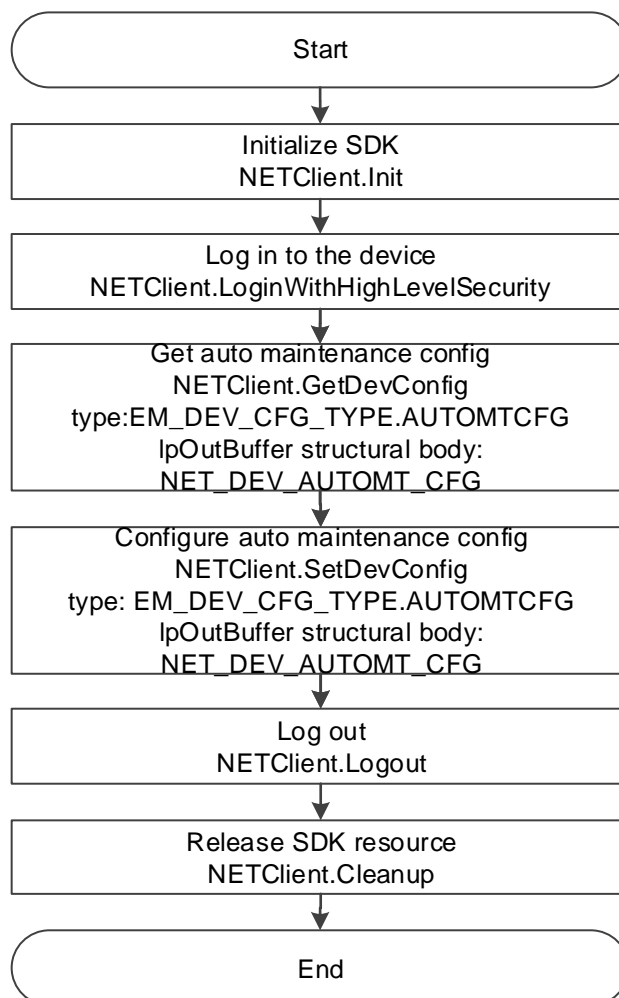 Start
Initialize SDK
NETClient.Init
Log in to the device
NETClient.LoginWithHighLevelSecurity
Get auto maintenance config
NETClient.GetDevConfig
type:EM_DEV_CFG_TYPE.AUTOMTCFG
lpOutBuffer structural body:
NET_DEV_AUTOMT_CFG
Configure auto maintenance config
NETClient.SetDevConfig
type: EM_DEV_CFG_TYPE.AUTOMTCFG
lpOutBuffer structural body:
NET_DEV_AUTOMT_CFG
Log out
NETClient.Logout
Release SDK resource
NETClient.Cleanup
End